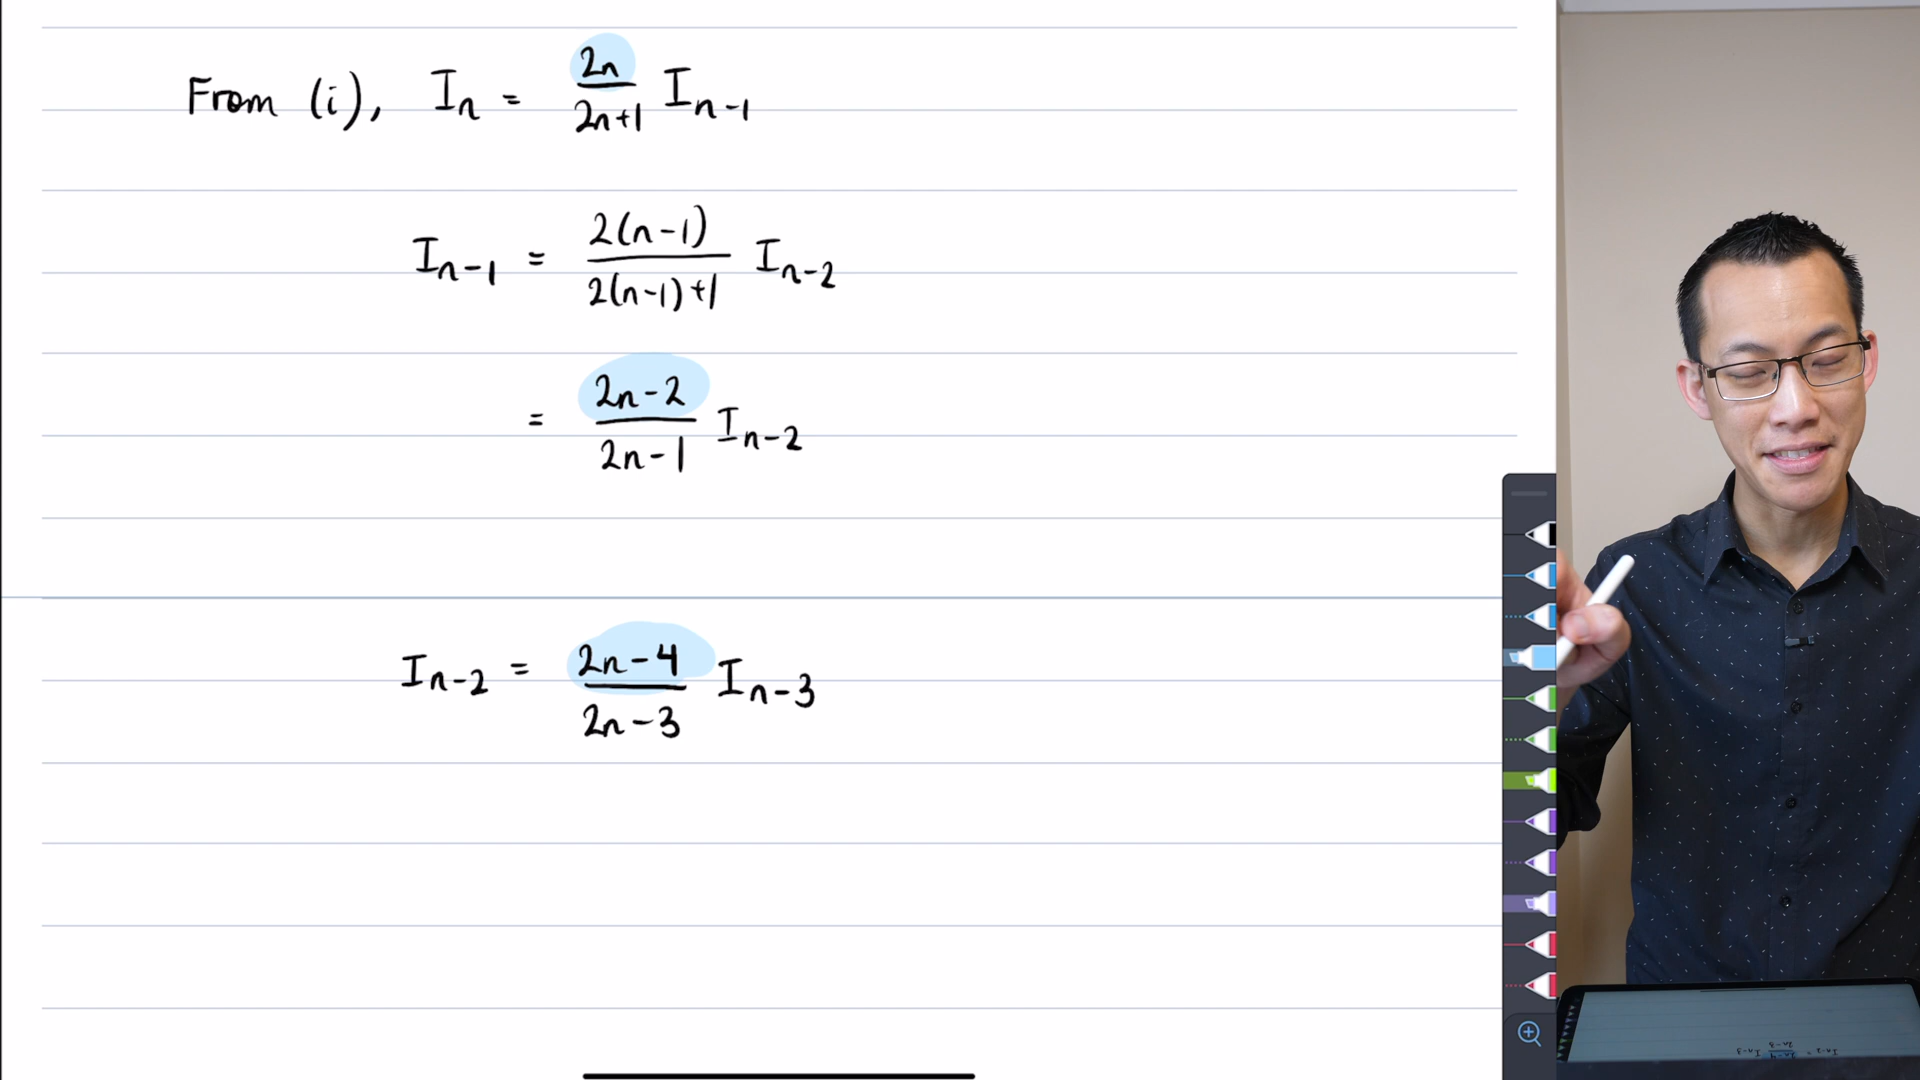 From (i), Iₙ = 2n/2n+1 Iₙ₋₁
Iₙ₋₁ = 2(n-1)/2(n-1)+1 Iₙ₋₂
= 2n-2/2n-1 Iₙ₋₂
Iₙ₋₂ = 2n-4/2n-3 Iₙ₋₃